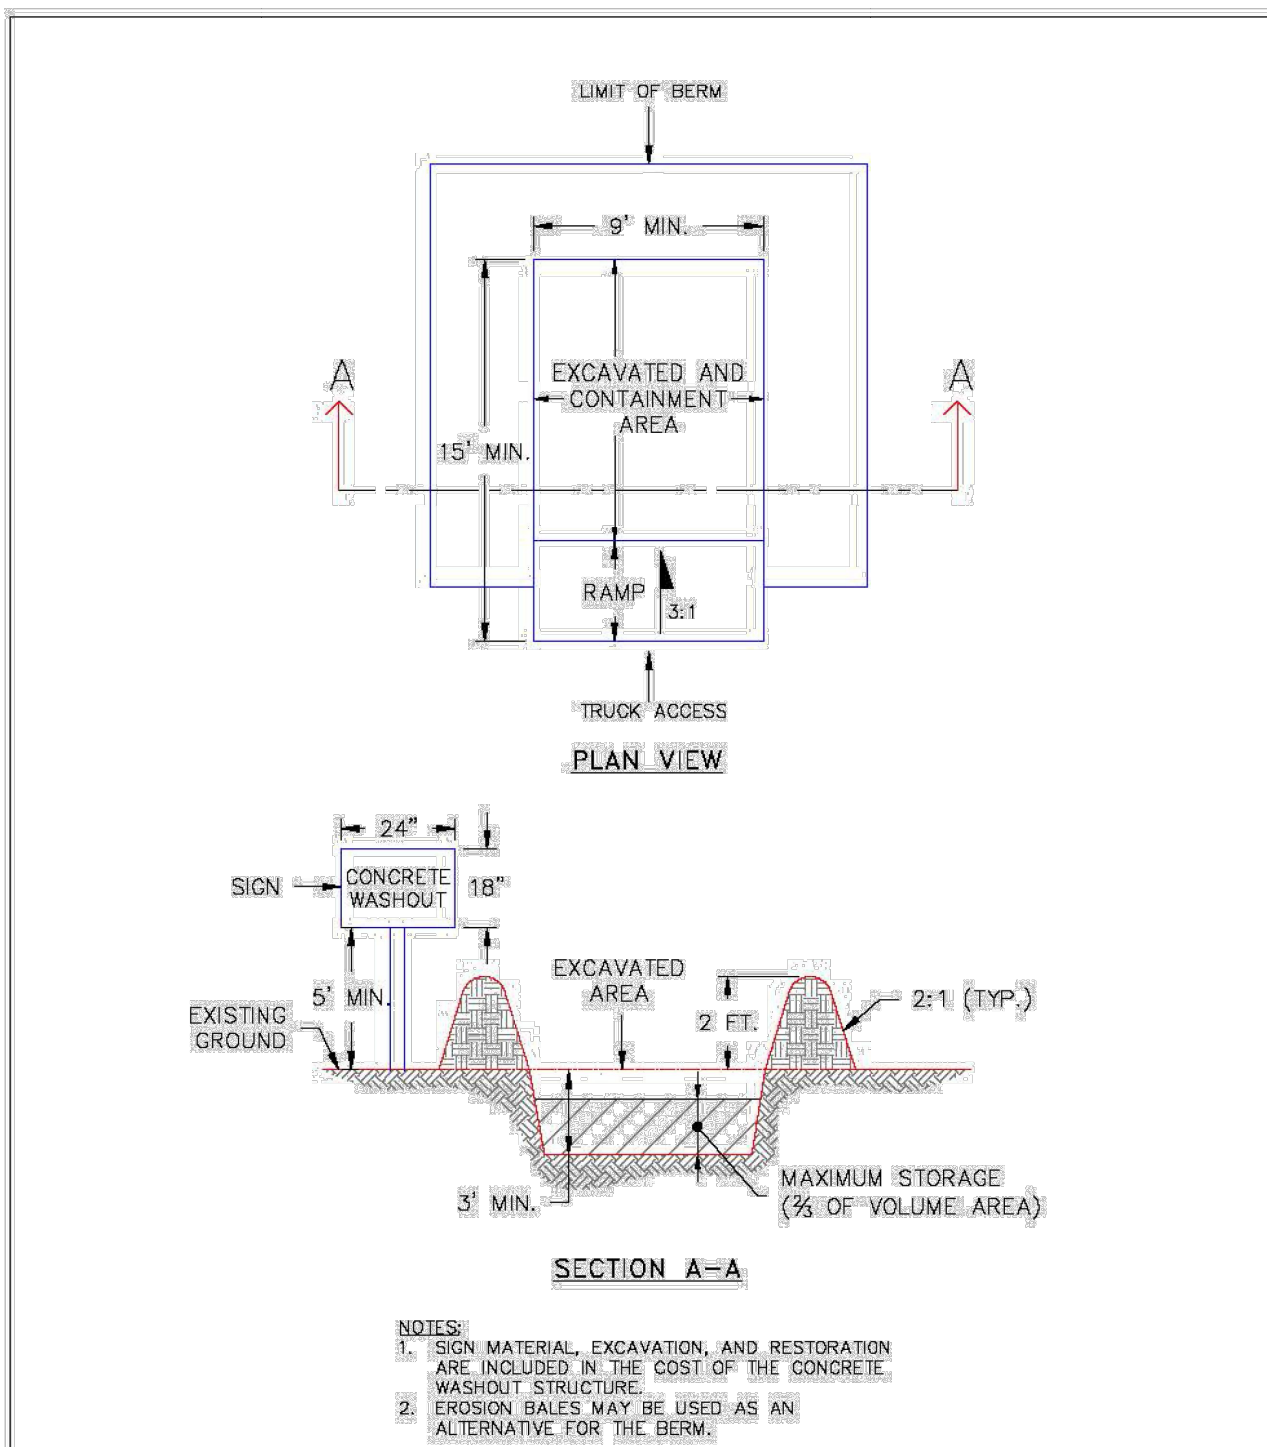 LIMIT OF BERM
9' MIN.
A
A
EXCAVATED AND
CONTAINMENT
AREA
15' MIN.
RAMP
3:1
TRUCK ACCESS
PLAN VIEW
24"
SIGN
CONCRETE
WASHOUT
18"
5' MIN.
EXISTING
GROUND
EXCAVATED
AREA
2 FT.
2:1 (TYP.)
3' MIN.
MAXIMUM STORAGE
(⅔ OF VOLUME AREA)
SECTION A-A
NOTES:
1. SIGN MATERIAL, EXCAVATION, AND RESTORATION
ARE INCLUDED IN THE COST OF THE CONCRETE
WASHOUT STRUCTURE.
2. EROSION BALES MAY BE USED AS AN
ALTERNATIVE FOR THE BERM.